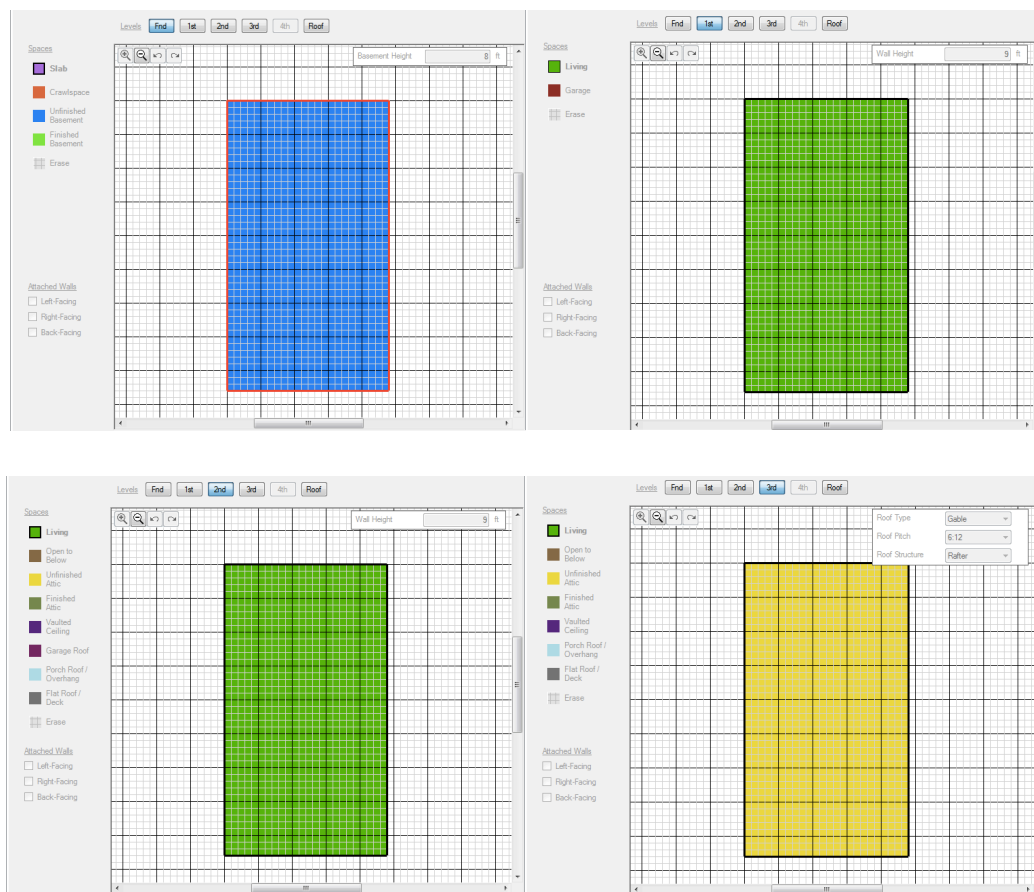 Levels Fnd 1st 2nd 3rd 4th Roof
Spaces
Slab
Crawlspace
Unfinished
Basement
Finished
Basement
Erase
Attached Walls
Left-Facing
Right-Facing
Back-Facing
Basement Height 8 ft
Levels Fnd 1st 2nd 3rd 4th Roof
Spaces
Living
Garage
Erase
Attached Walls
Left-Facing
Right-Facing
Back-Facing
Wall Height 9 ft
Levels Fnd 1st 2nd 3rd 4th Roof
Spaces
Living
Open to
Below
Unfinished
Attic
Finished
Attic
Vaulted
Ceiling
Garage Roof
Porch Roof /
Overhang
Flat Roof /
Deck
Erase
Attached Walls
Left-Facing
Right-Facing
Back-Facing
Wall Height 9 ft
Levels Fnd 1st 2nd 3rd 4th Roof
Spaces
Living
Open to
Below
Unfinished
Attic
Finished
Attic
Vaulted
Ceiling
Porch Roof /
Overhang
Flat Roof /
Deck
Erase
Attached Walls
Left-Facing
Right-Facing
Back-Facing
Roof Type Gable
Roof Pitch 6:12
Roof Structure Rafter